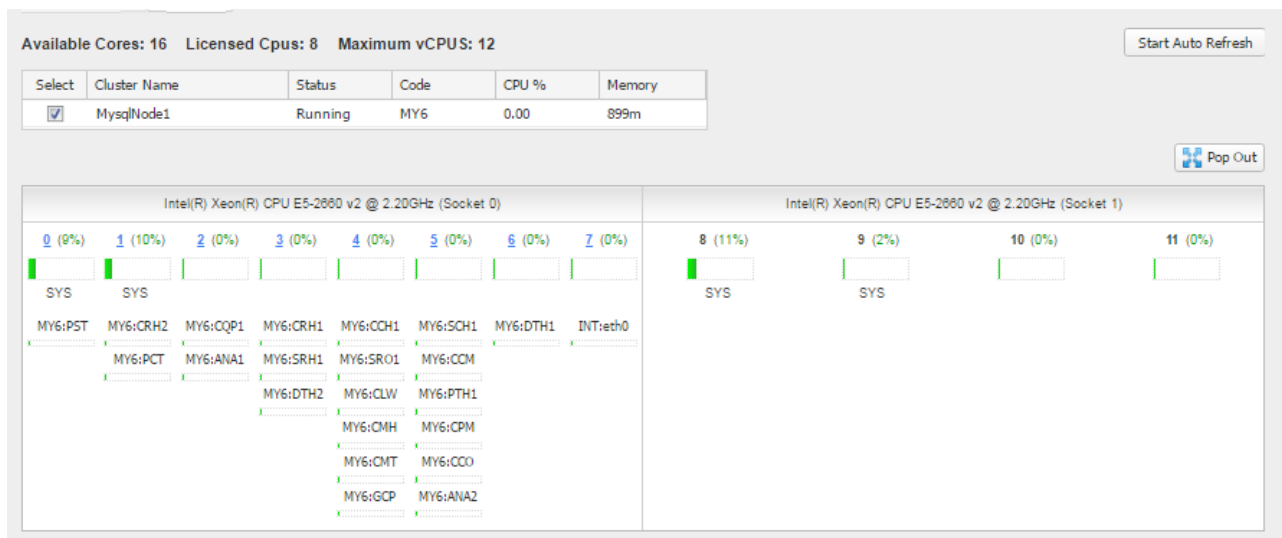 Available Cores: 16 Licensed Cpus: 8 Maximum vCPUS: 12 Start Auto Refresh
Select Cluster Name Status Code CPU % Memory
MysqlNode1 Running MY6 0.00 899m
Pop Out
Intel(R) Xeon(R) CPU E5-2660 v2 @ 2.20GHz (Socket 0) Intel(R) Xeon(R) CPU E5-2660 v2 @ 2.20GHz (Socket 1)
0 (9%) 1 (10%) 2 (0%) 3 (0%) 4 (0%) 5 (0%) 6 (0%) 7 (0%) 8 (11%) 9 (2%) 10 (0%) 11 (0%)
SYS SYS SYS SYS
MY6:PST MY6:CRH2 MY6:CQP1 MY6:CRH1 MY6:CCH1 MY6:SCH1 MY6:DTH1 INT:eth0
MY6:PCT MY6:ANA1 MY6:SRH1 MY6:SRO1 MY6:CCM
MY6:DTH2 MY6:CLW MY6:PTH1
MY6:CMH MY6:CPM
MY6:CMT MY6:CCO
MY6:GCP MY6:ANA2